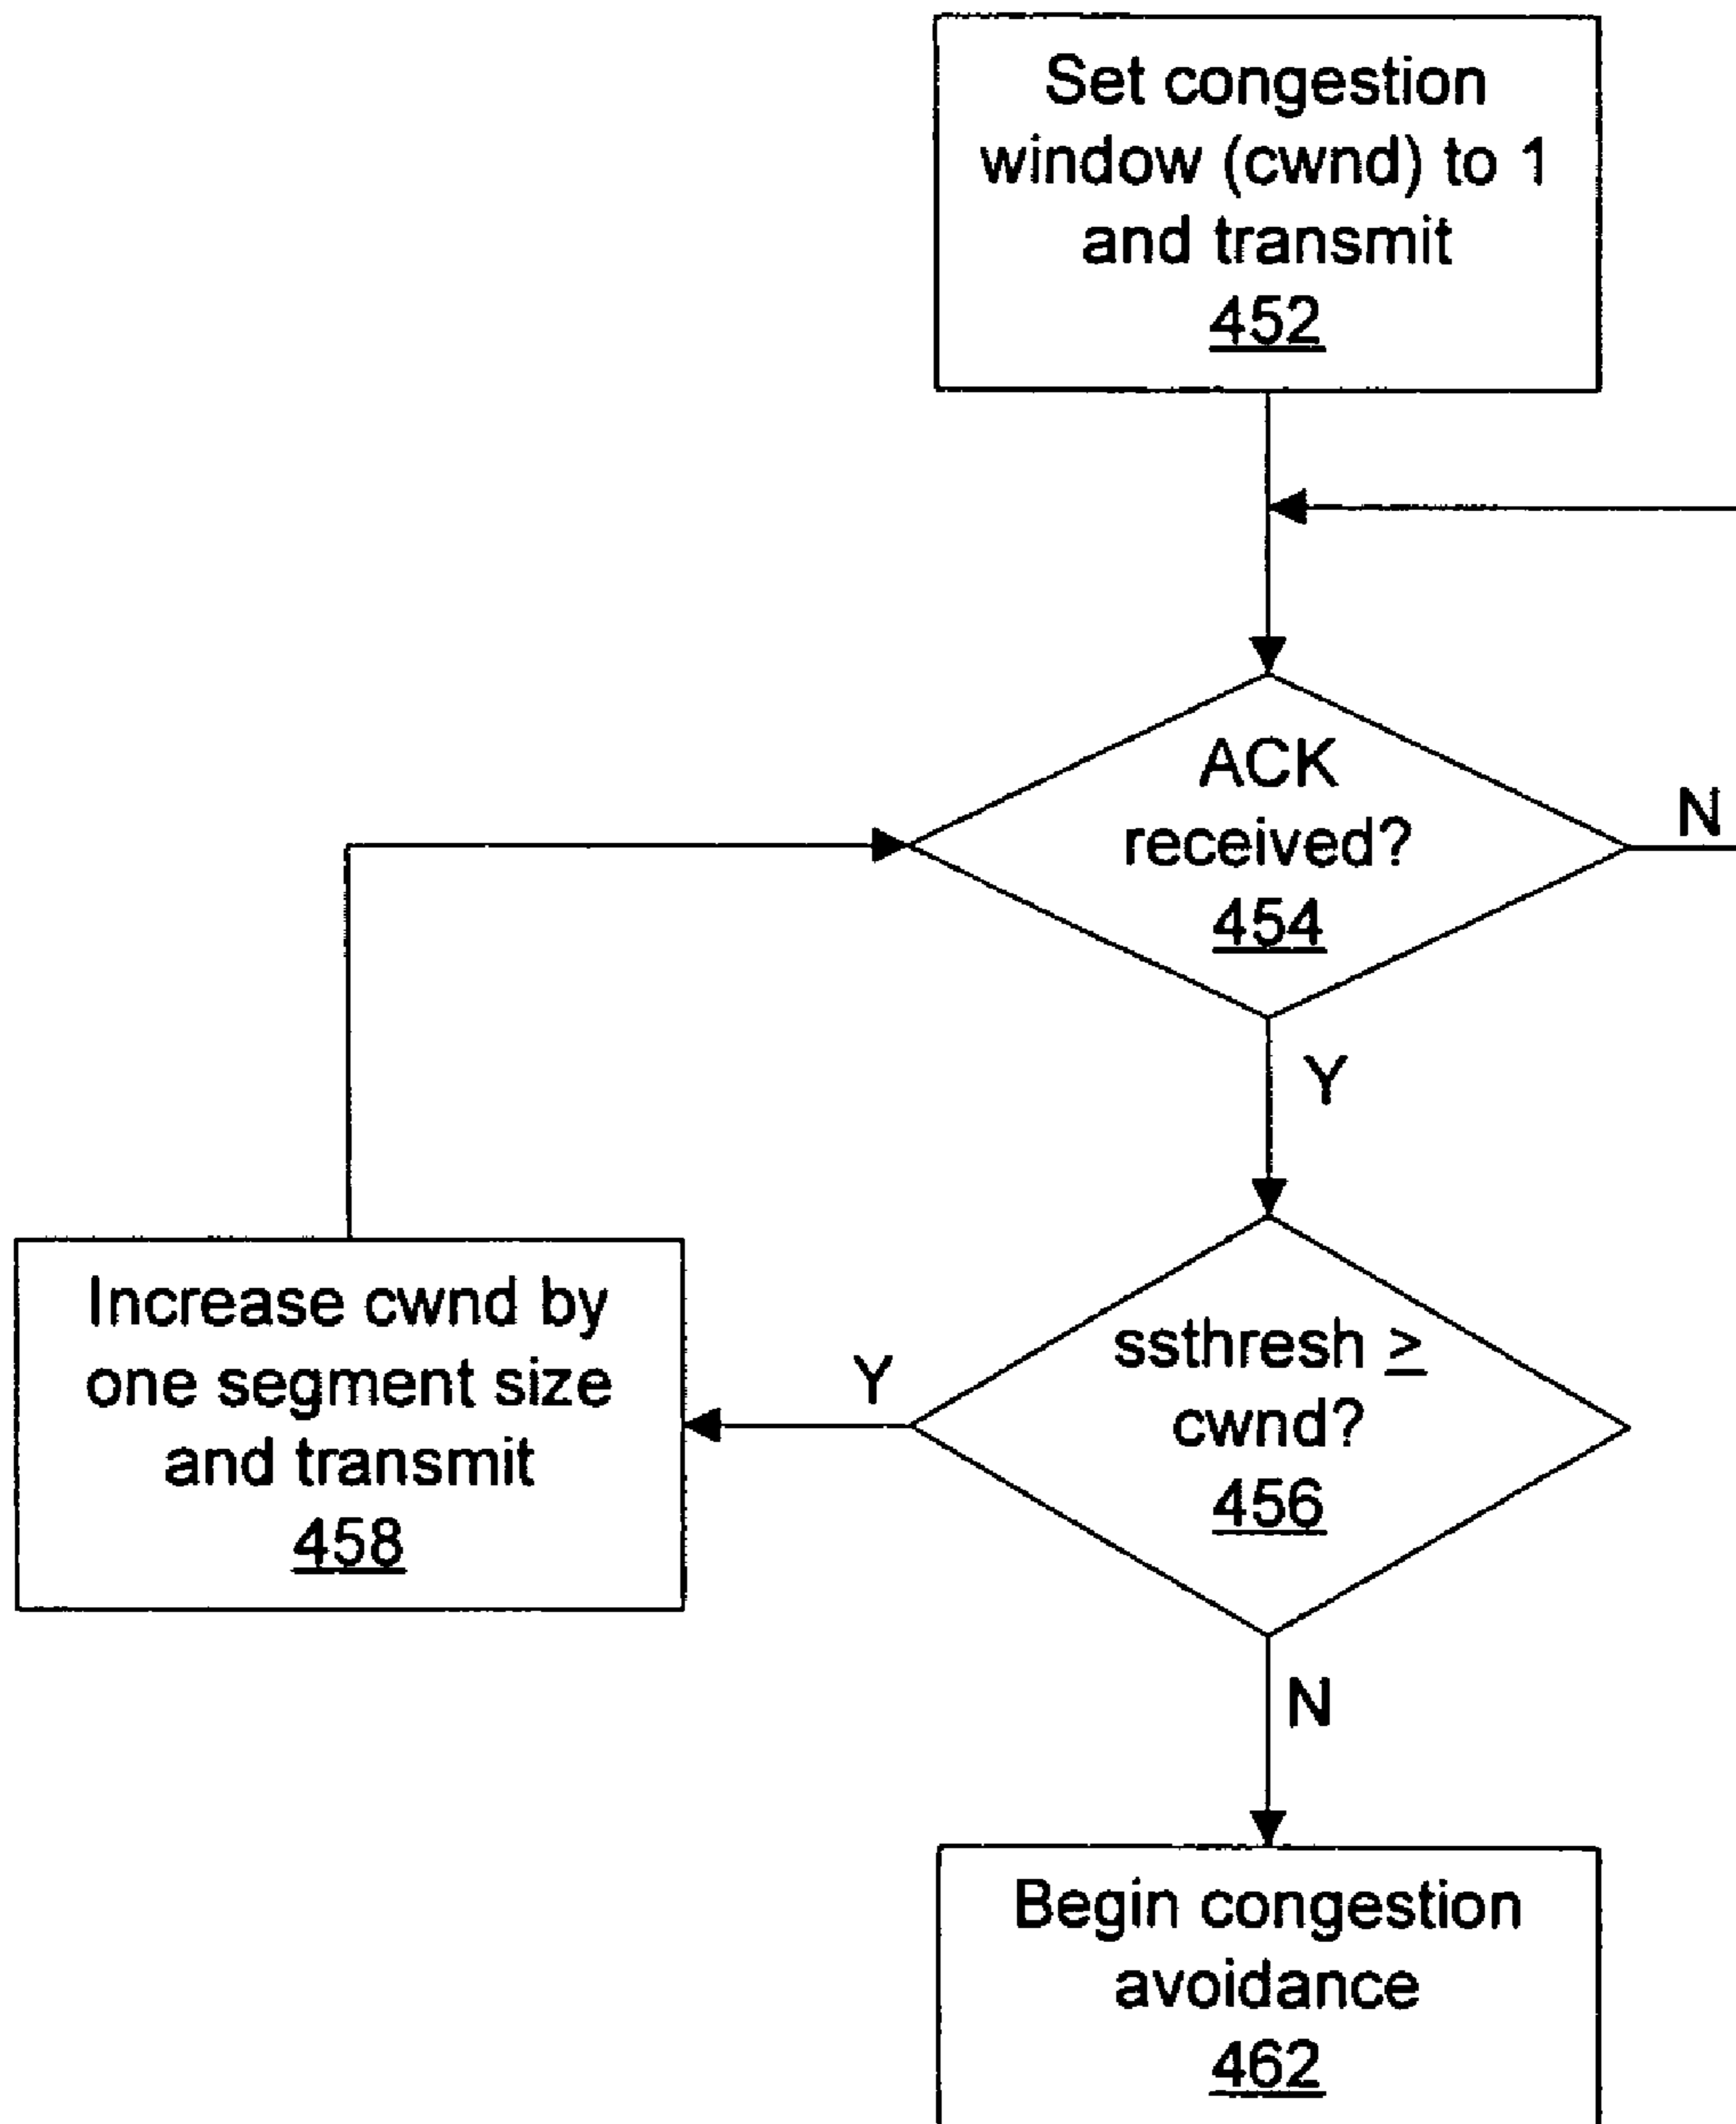 Set congestion
window (cwnd) to 1
and transmit
452
ACK
received?
454
N
Y
Increase cwnd by
one segment size
and transmit
458
Y
ssthresh ≥
cwnd?
456
N
Begin congestion
avoidance
462